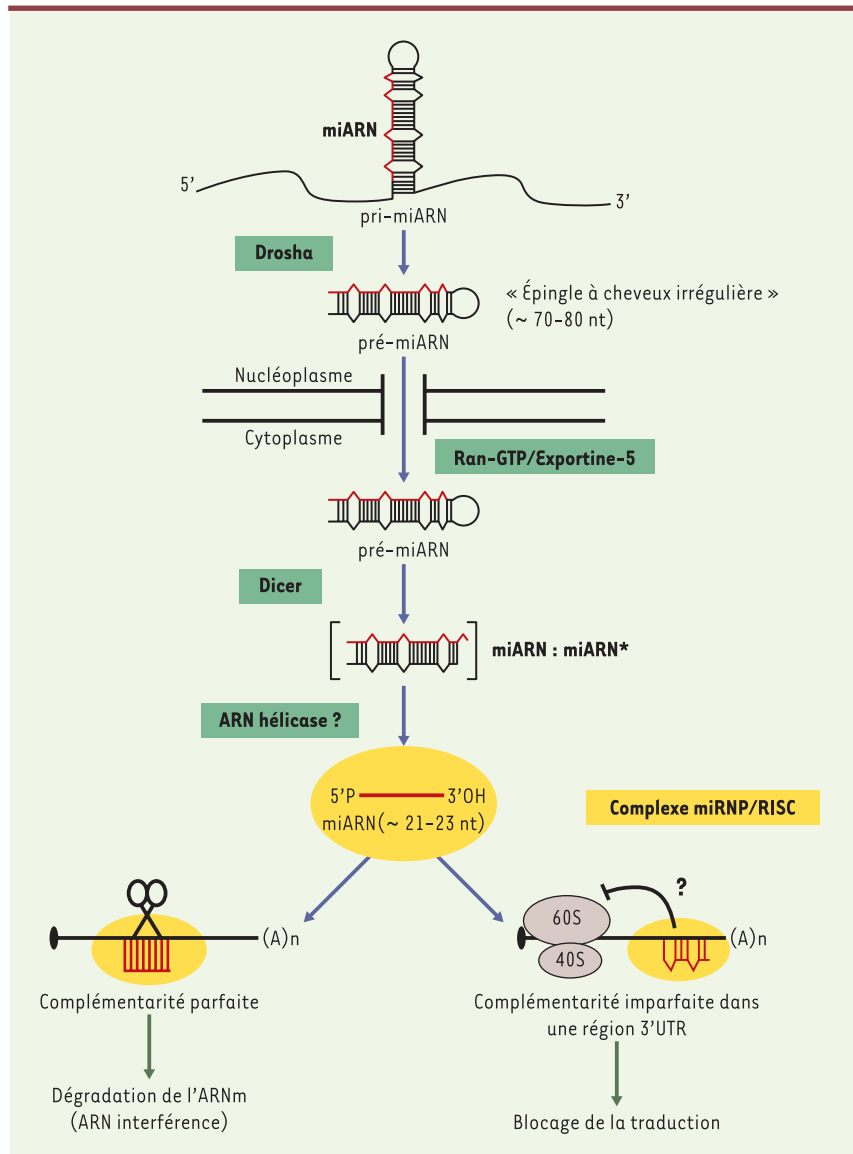 miARN
5’
3’
pri-miARN
Drosha
« Épingle à cheveux irrégulière »
(~ 70-80 nt)
pré-miARN
Nucléoplasme
Cytoplasme
Ran-GTP/Exportine-5
pré-miARN
Dicer
miARN : miARN*
ARN hélicase ?
5’P 3’OH
miARN(~ 21-23 nt)
Complexe miRNP/RISC
?
60S
(A)n
(A)n
40S
Complémentarité parfaite
Complémentarité imparfaite dans
une région 3’UTR
Dégradation de l’ARNm
(ARN interférence)
Blocage de la traduction